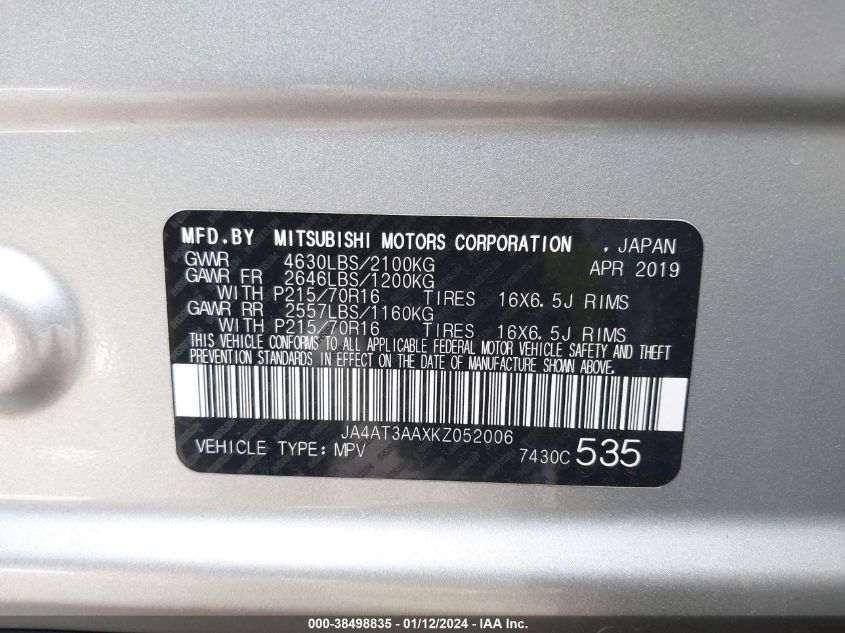 MFD.BY MITSUBISHI MOTORS CORPORATION , JAPAN
GVWR 4630LBS/2100KG APR 2019
GAWR FR 2646LBS/1200KG
WITH P215/70R16 TIRES 16X6.5J RIMS
GAWR RR 2557LBS/1160KG
WITH P215/70R16 TIRES 16X6.5J RIMS
THIS VEHICLE CONFORMS TO ALL APPLICABLE FEDERAL MOTOR VEHICLE SAFETY AND THEFT
PREVENTION STANDARDS IN EFFECT ON THE DATE OF MANUFACTURE SHOWN ABOVE.
JA4AT3AAXKZ052006
VEHICLE TYPE: MPV 7430C 535
000-38498835 - 01/12/2024 - IAA Inc.